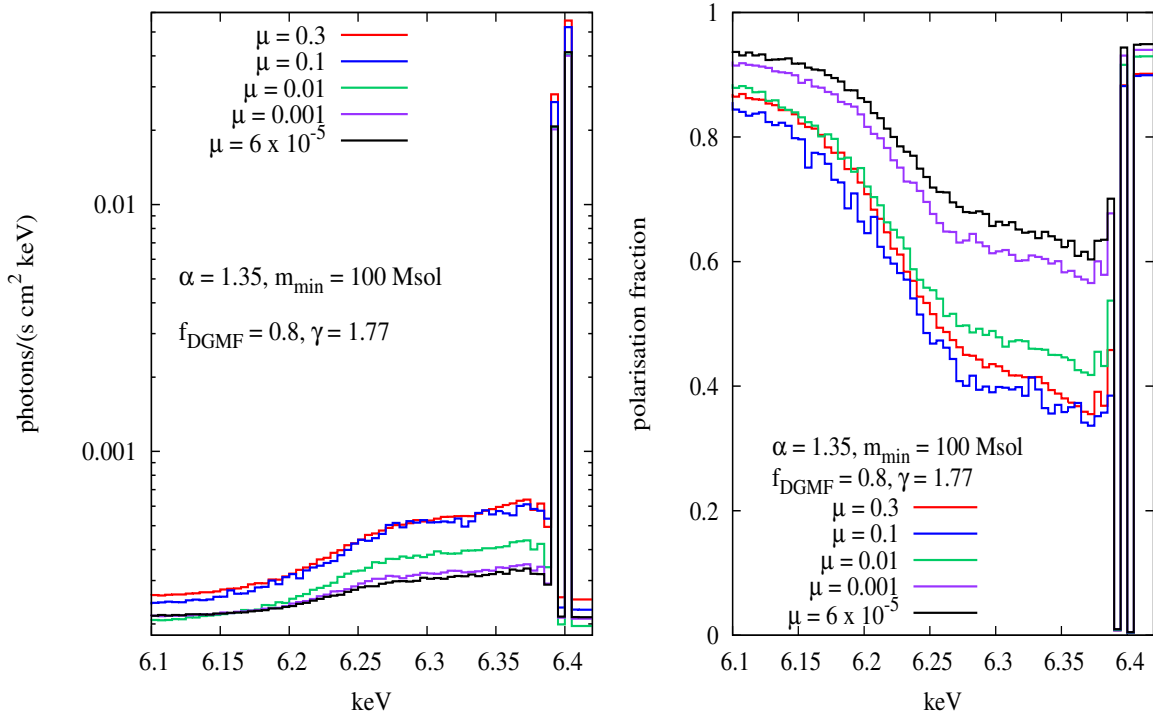 μ = 0.3
μ = 0.1
μ = 0.01
μ = 0.001
μ = 6 x 10⁻⁵
0.01
0.001
α = 1.35, m_min = 100 Msol
f_DGMF = 0.8, γ = 1.77
photons/(s cm² keV)
6.1 6.15 6.2 6.25 6.3 6.35 6.4
keV
1
0.8
0.6
0.4
0.2
0
polarisation fraction
α = 1.35, m_min = 100 Msol
f_DGMF = 0.8, γ = 1.77
μ = 0.3
μ = 0.1
μ = 0.01
μ = 0.001
μ = 6 x 10⁻⁵
6.1 6.15 6.2 6.25 6.3 6.35 6.4
keV